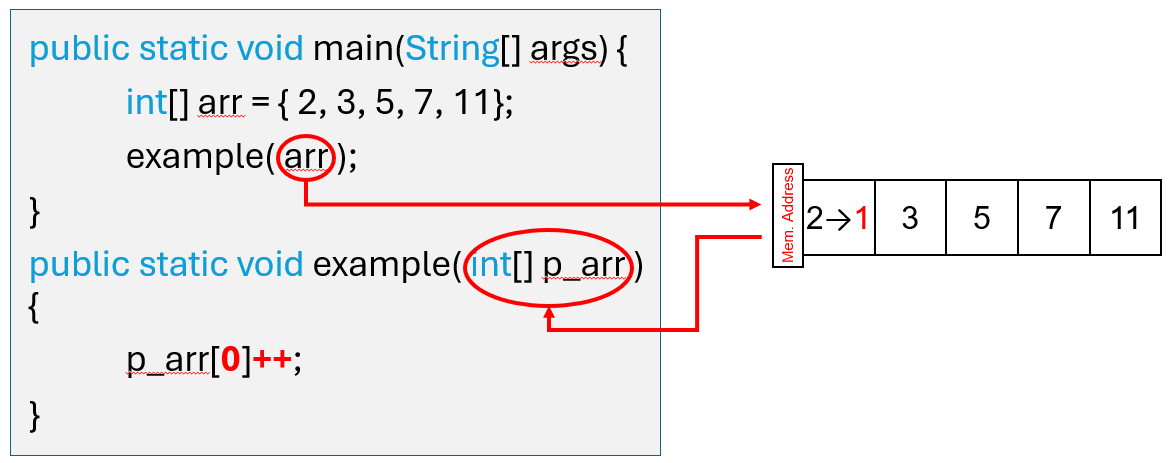 public static void main(String[] args) {
int[] arr = { 2, 3, 5, 7, 11};
example( arr );
}
public static void example( int[] p_arr )
{
p_arr[0]++;
}
Mem. Address
2→1 3 5 7 11